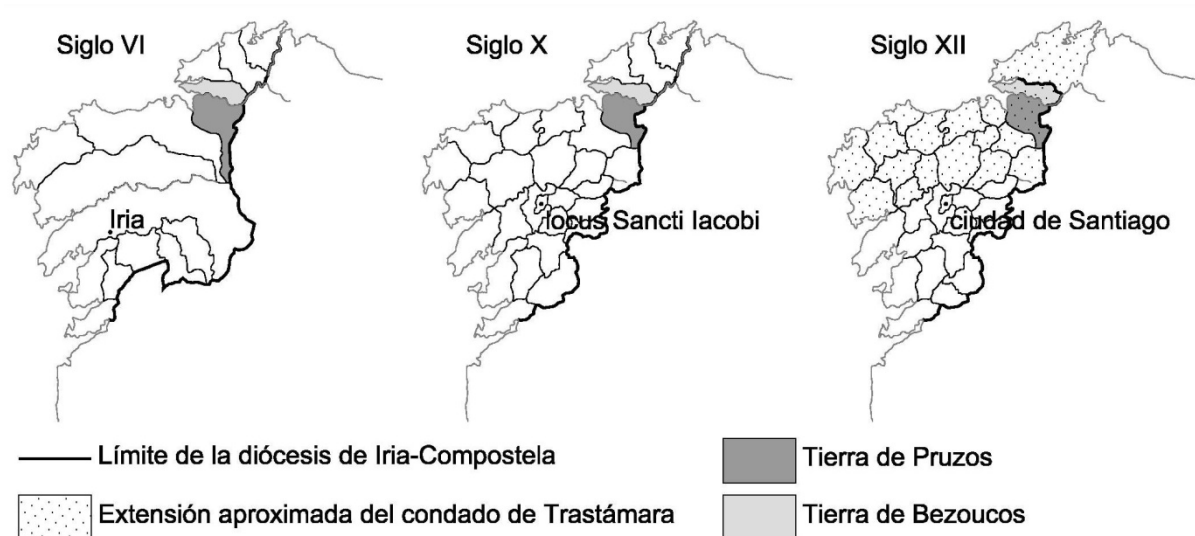 Siglo VI
Siglo X
Siglo XII
Iria
locus Sancti Iacobi
ciudad de Santiago
Límite de la diócesis de Iria-Compostela
Tierra de Pruzos
Extensión aproximada del condado de Trastámara
Tierra de Bezoucos